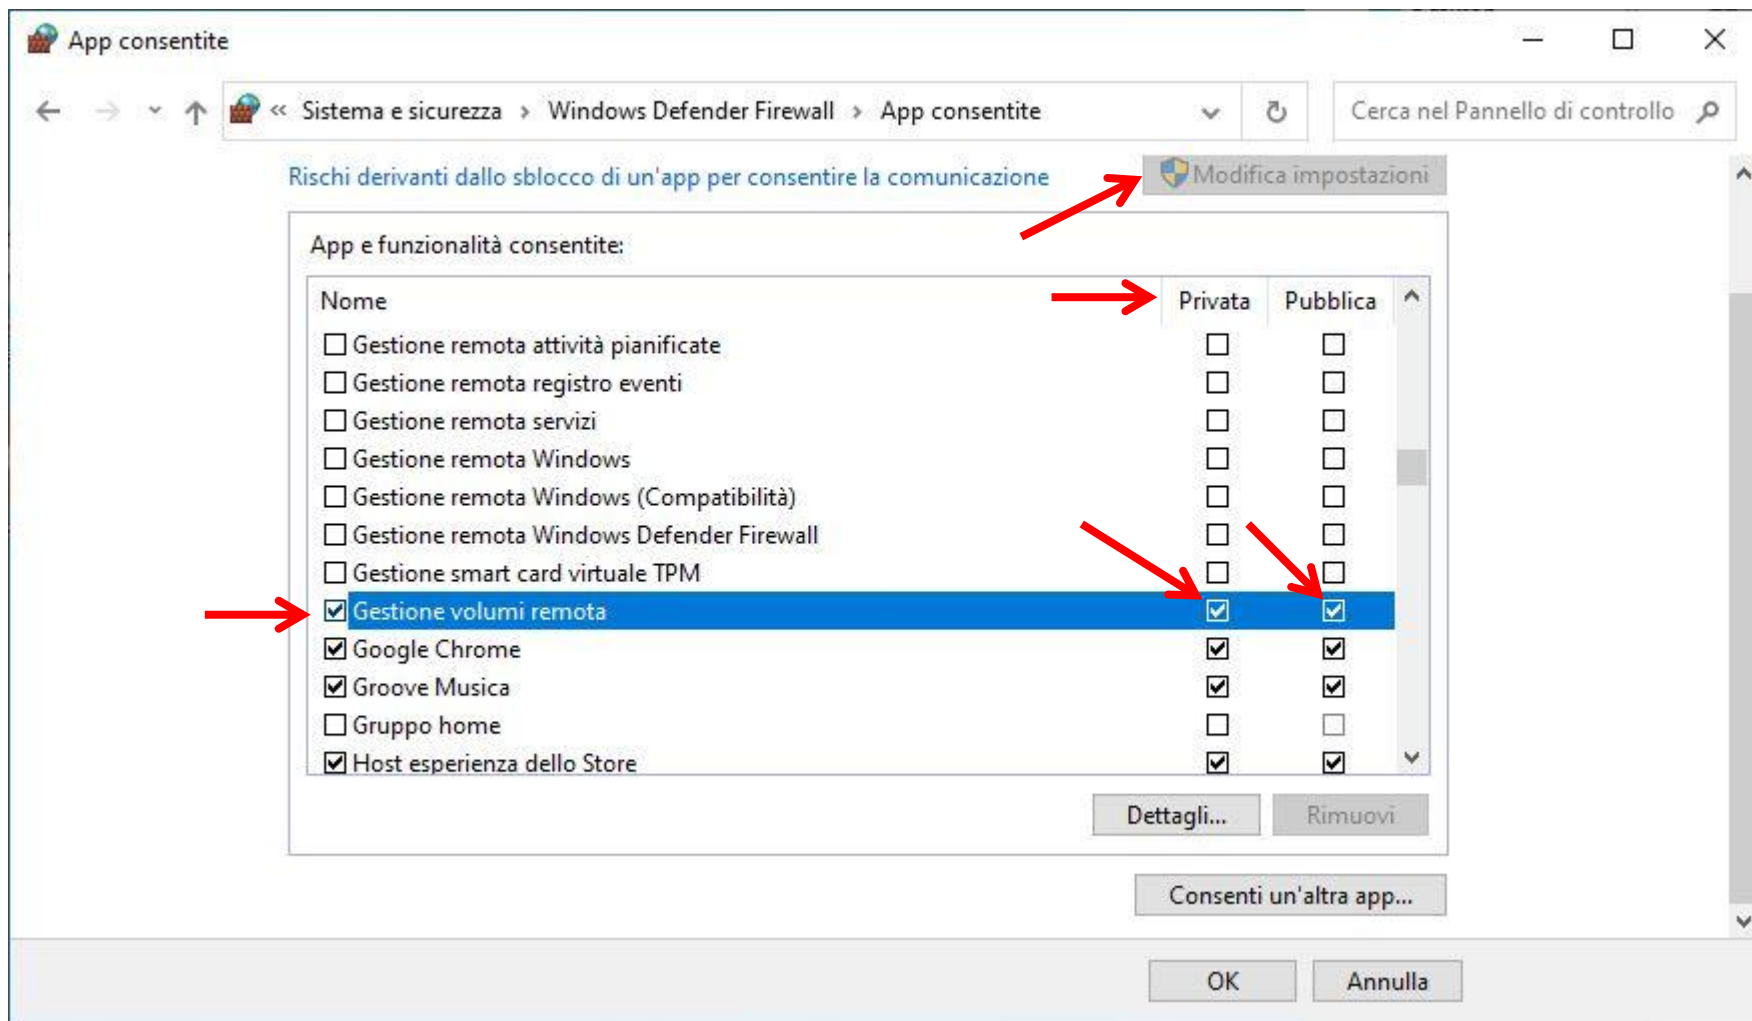 App consentite
« Sistema e sicurezza › Windows Defender Firewall › App consentite
Cerca nel Pannello di controllo
Rischi derivanti dallo sblocco di un'app per consentire la comunicazione
Modifica impostazioni
App e funzionalità consentite:
Nome Privata Pubblica
Gestione remota attività pianificate
Gestione remota registro eventi
Gestione remota servizi
Gestione remota Windows
Gestione remota Windows (Compatibilità)
Gestione remota Windows Defender Firewall
Gestione smart card virtuale TPM
Gestione volumi remota
Google Chrome
Groove Musica
Gruppo home
Host esperienza dello Store
Dettagli... Rimuovi
Consenti un'altra app...
OK Annulla